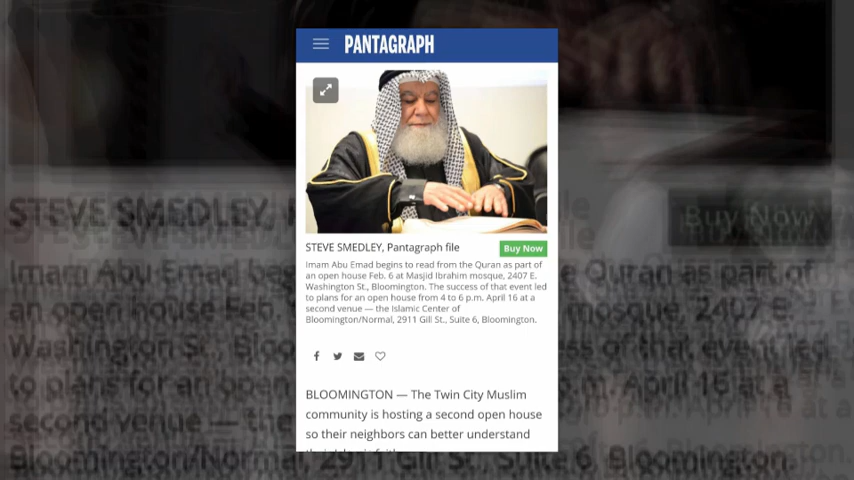 PANTAGRAPH
STEVE SMEDLEY, Pantagraph file
Buy Now
Imam Abu Emad begins to read from the Quran as part of
an open house Feb. 6 at Masjid Ibrahim mosque, 2407 E.
Washington St., Bloomington. The success of that event led
to plans for an open house from 4 to 6 p.m. April 16 at a
second venue — the Islamic Center of
Bloomington/Normal, 2911 Gill St., Suite 6, Bloomington.
BLOOMINGTON — The Twin City Muslim
community is hosting a second open house
so their neighbors can better understand